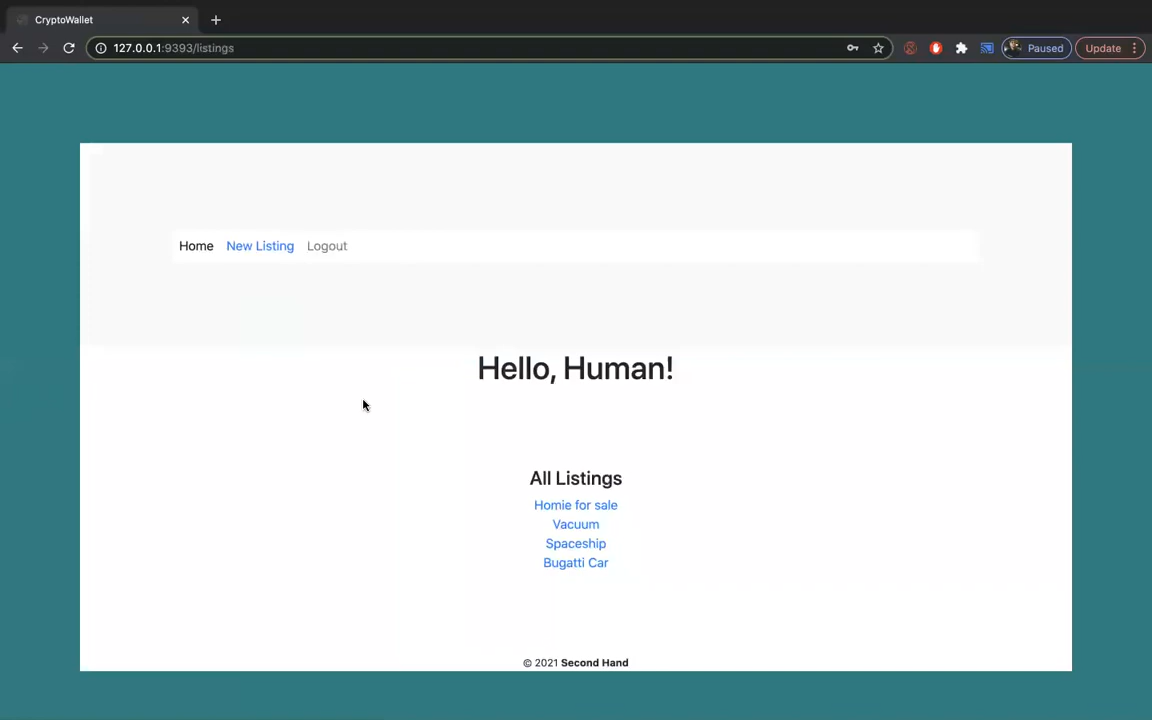 CryptoWallet
127.0.0.1:9393/listings
Paused
Update
Home New Listing Logout
Hello, Human!
All Listings
Homie for sale
Vacuum
Spaceship
Bugatti Car
© 2021 Second Hand